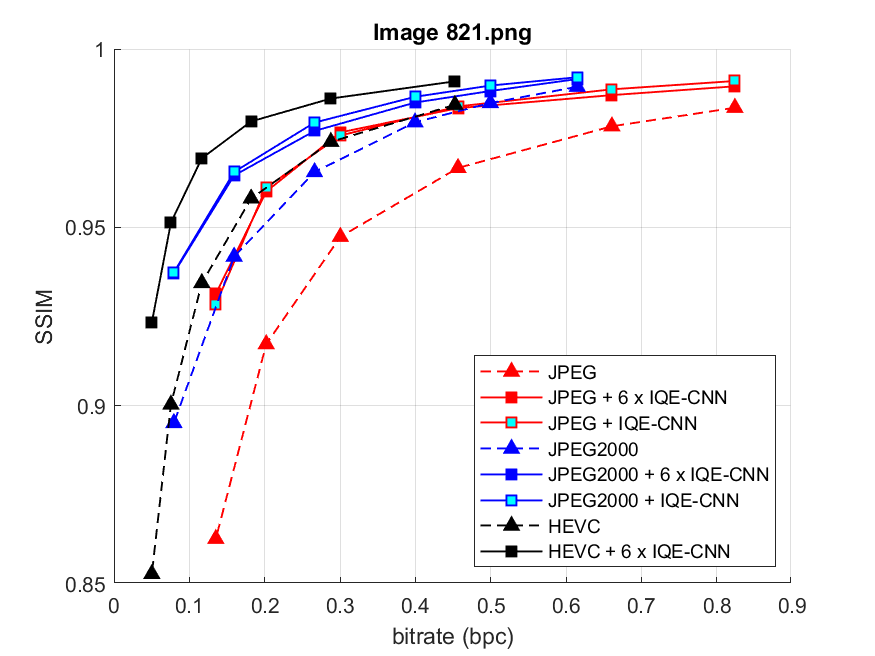 Image 821.png
1
0.95
0.9
0.85
SSIM
0
0.1
0.2
0.3
0.4
0.5
0.6
0.7
0.8
0.9
bitrate (bpc)
JPEG
JPEG + 6 x IQE-CNN
JPEG + IQE-CNN
JPEG2000
JPEG2000 + 6 x IQE-CNN
JPEG2000 + IQE-CNN
HEVC
HEVC + 6 x IQE-CNN